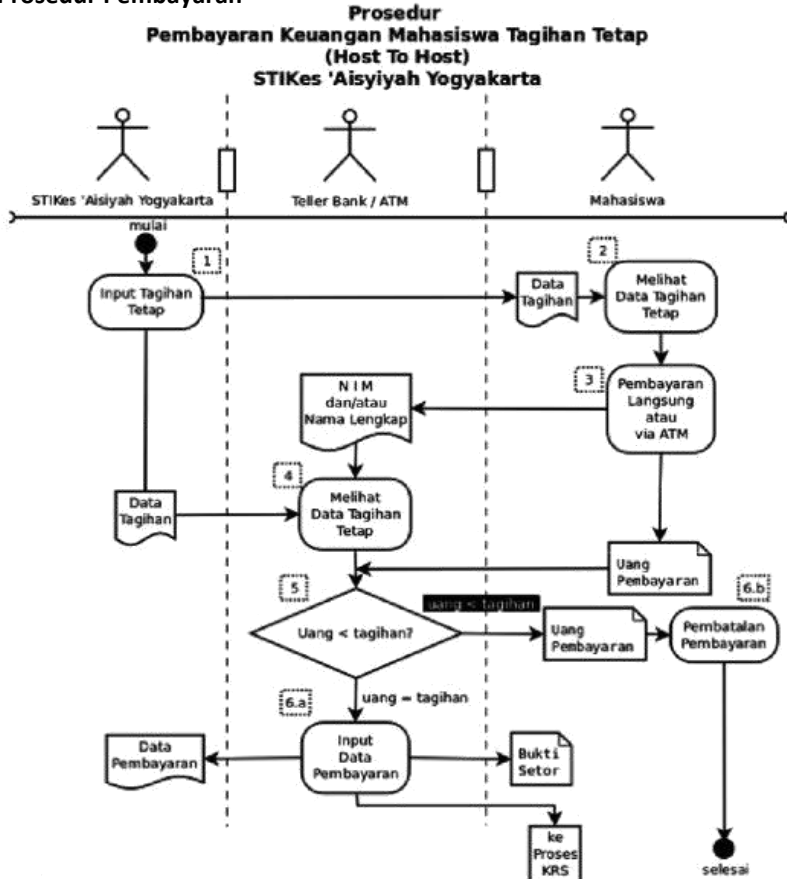 Prosedur Pembayaran
Prosedur
Pembayaran Keuangan Mahasiswa Tagihan Tetap
(Host To Host)
STIKes 'Aisyiyah Yogyakarta
STIKes 'Aisiyah Yogyakarta
Teller Bank / ATM
Mahasiswa
mulai
1
Input Tagihan
Tetap
Data
Tagihan
2
Melihat
Data Tagihan
Tetap
3
Pembayaran
Langsung
atau
via ATM
N I M
dan/atau
Nama Lengkap
4
Melihat
Data Tagihan
Tetap
Data
Tagihan
Uang
Pembayaran
5
Uang < tagihan?
uang < tagihan
Uang
Pembayaran
6.b
Pembatalan
Pembayaran
uang = tagihan
6.a
Input
Data
Pembayaran
Data
Pembayaran
Bukti
Setor
ke
Proses
KRS
selesai